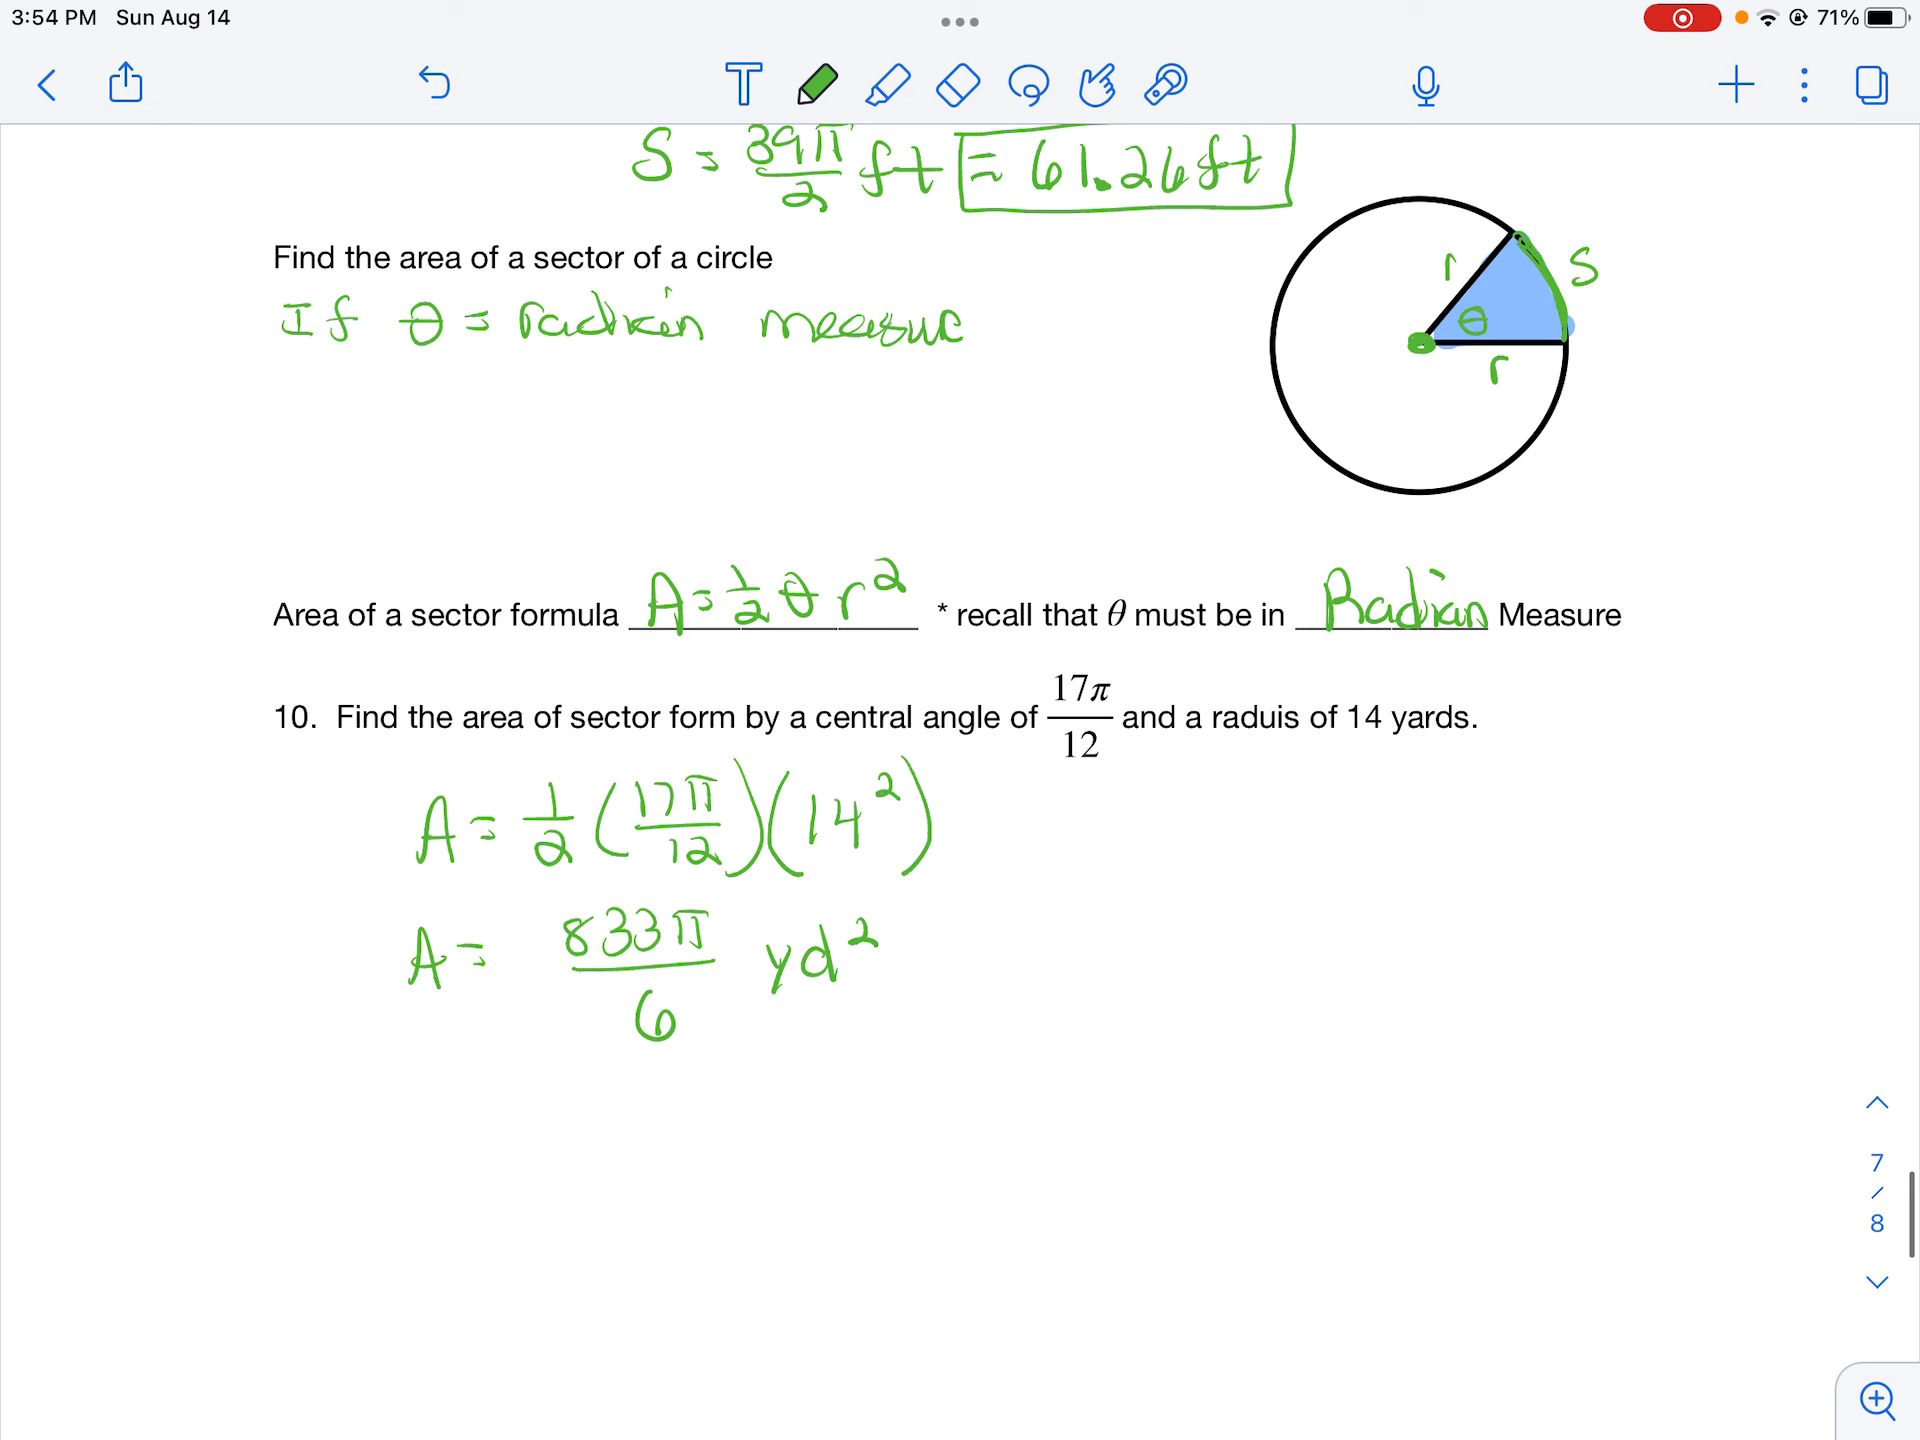 3:54 PM Sun Aug 14
71%
S = 39π/2 ft = 61.26ft
Find the area of a sector of a circle
r
S
θ
r
If θ = radian measur
Area of a sector formula A = 1/2 θ r² * recall that θ must be in Radian Measure
10. Find the area of sector form by a central angle of 17π/12 and a raduis of 14 yards.
A = 1/2 (17π/12)(14²)
A = 833π/6 yd²
7
/
8